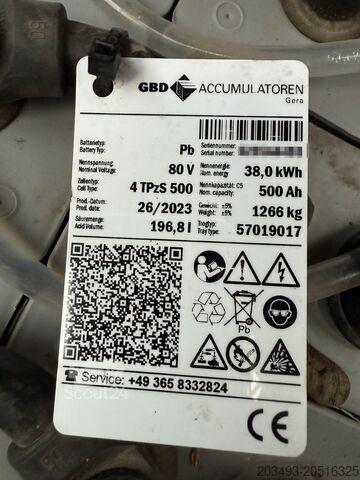 50
GBD ACCUMULATOREN
Gera
Batterietyp: Pb Seriennummer:
Battery Typ: Serial number:
Nennspannung 80 V Nennenergie: 38,0 kWh
Nominal Voltage: Nom. energy
Zellentyp: 4 TPzS 500 Nennkapazität: C5 500 Ah
Cell Type: Nom. capacity:
Prod.-Datum: 26/2023 Gewicht: ±5% 1266 kg
Prod. date: Weight: ±5%
Säuremenge: 196,8 l Trogtyp: 57019017
Acid Volume: Tray type:
Pb
Service: +49 365 8332824
Scout24
CE
203493-20516325